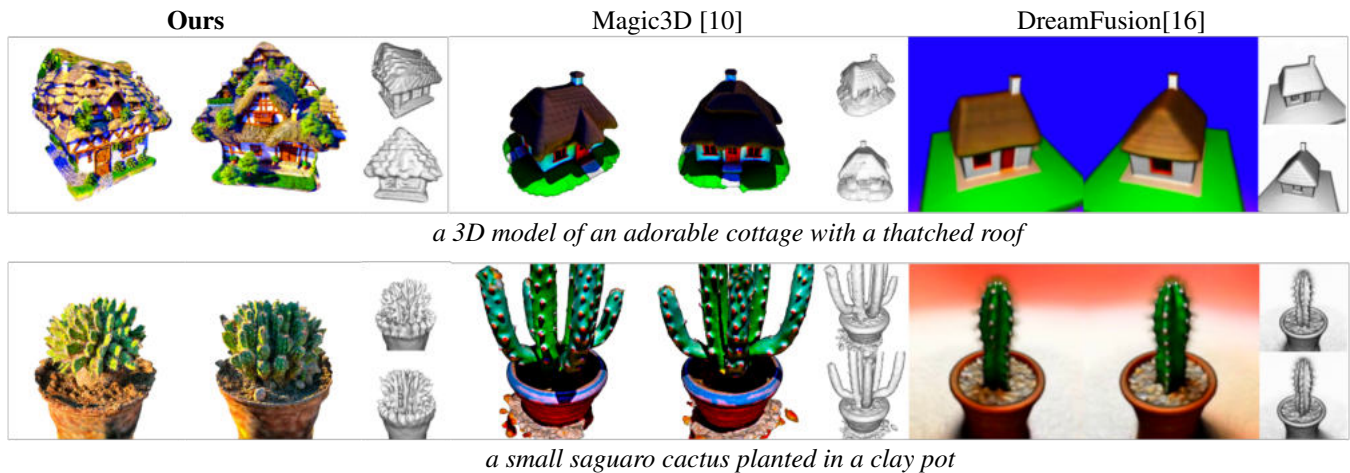 Ours Magic3D [10] DreamFusion[16]
a 3D model of an adorable cottage with a thatched roof
a small saguaro cactus planted in a clay pot